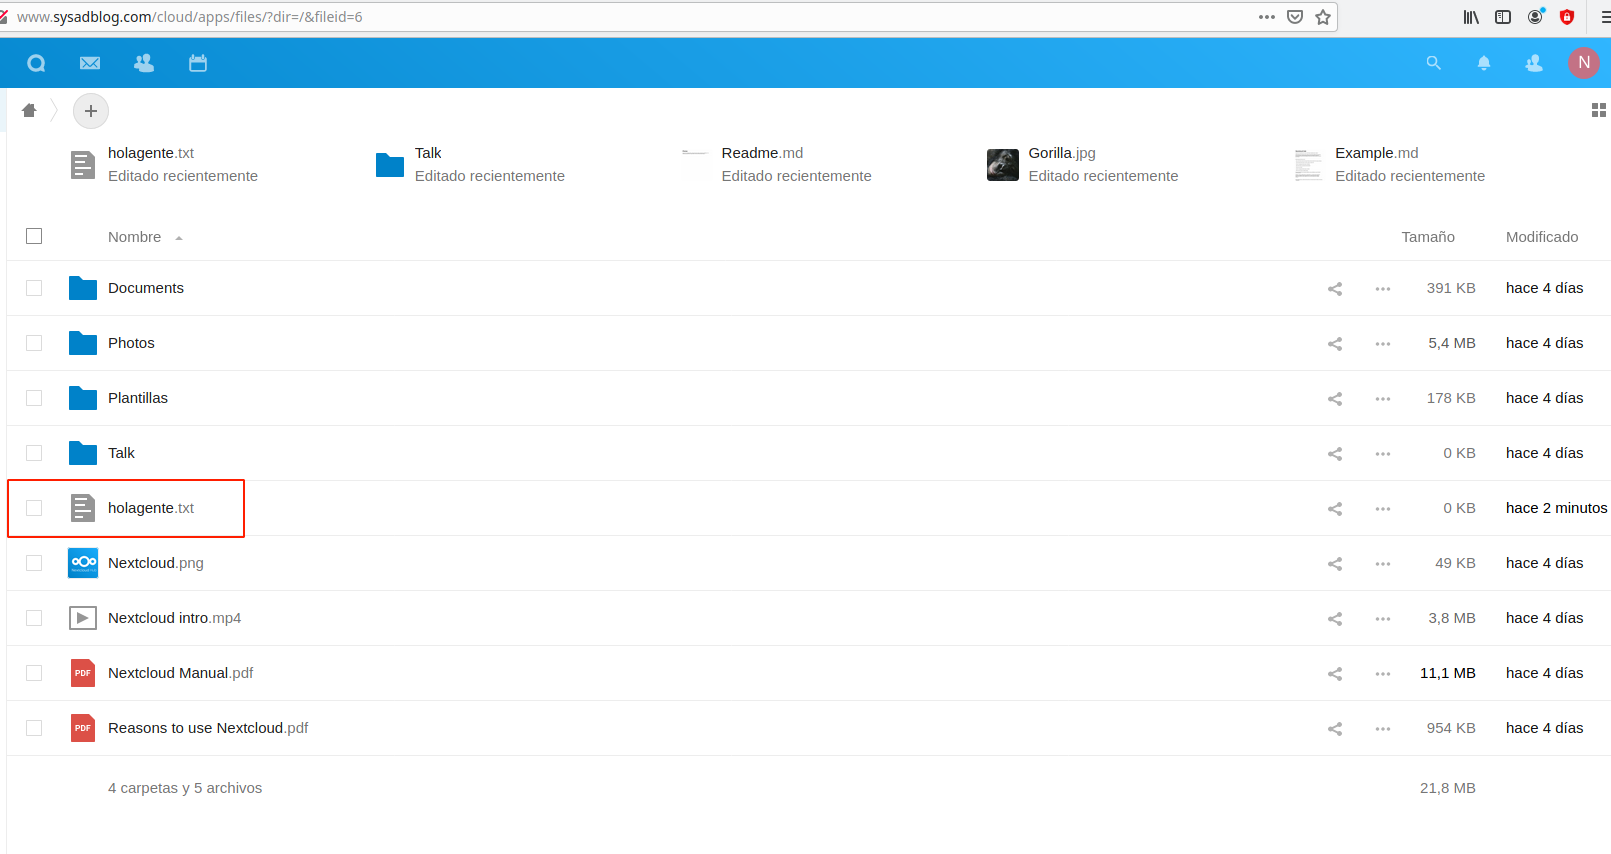 www.sysadblog.com/cloud/apps/files/?dir=/&fileid=6
N
holagente.txt
Editado recientemente
Talk
Editado recientemente
Readme.md
Editado recientemente
Gorilla.jpg
Editado recientemente
Example.md
Editado recientemente
Nombre Tamaño Modificado
Documents 391 KB hace 4 días
Photos 5,4 MB hace 4 días
Plantillas 178 KB hace 4 días
Talk 0 KB hace 4 días
holagente.txt 0 KB hace 2 minutos
Nextcloud.png 49 KB hace 4 días
Nextcloud intro.mp4 3,8 MB hace 4 días
PDF Nextcloud Manual.pdf 11,1 MB hace 4 días
PDF Reasons to use Nextcloud.pdf 954 KB hace 4 días
4 carpetas y 5 archivos 21,8 MB